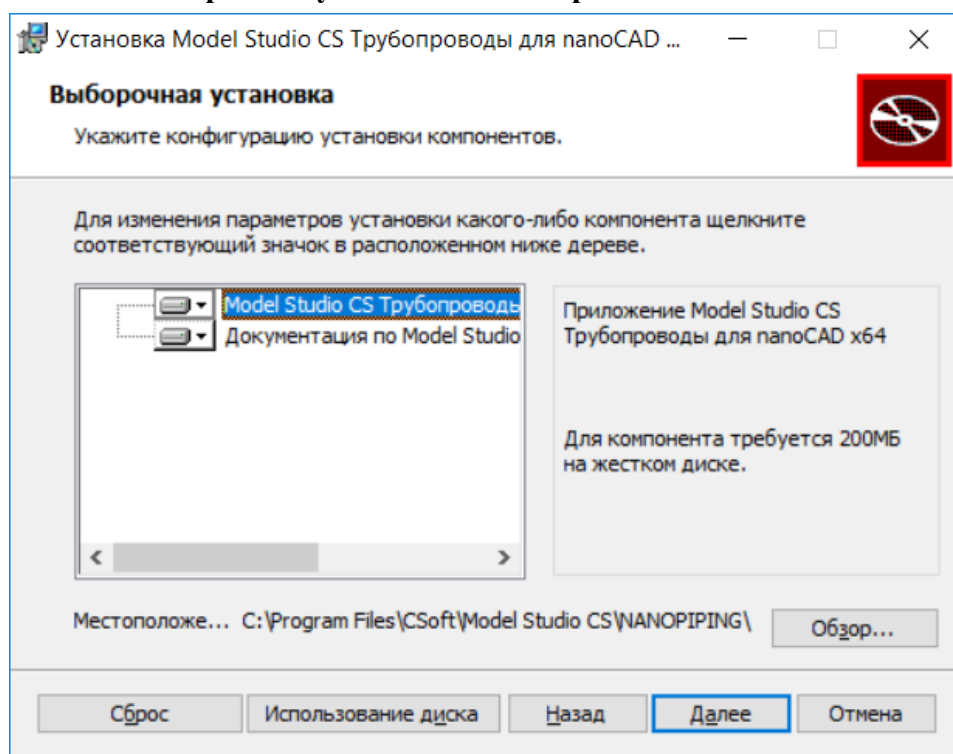 Установка Model Studio CS Трубопроводы для nanoCAD ...
Выборочная установка
Укажите конфигурацию установки компонентов.
Для изменения параметров установки какого-либо компонента щелкните
соответствующий значок в расположенном ниже дереве.
Model Studio CS Трубопроводь
Документация по Model Studio
Приложение Model Studio CS
Трубопроводы для nanoCAD x64
Для компонента требуется 200МБ
на жестком диске.
Местоположе... C:\Program Files\CSoft\Model Studio CS\NANOPIPING\
Обзор...
Сброс
Использование диска
Назад
Далее
Отмена